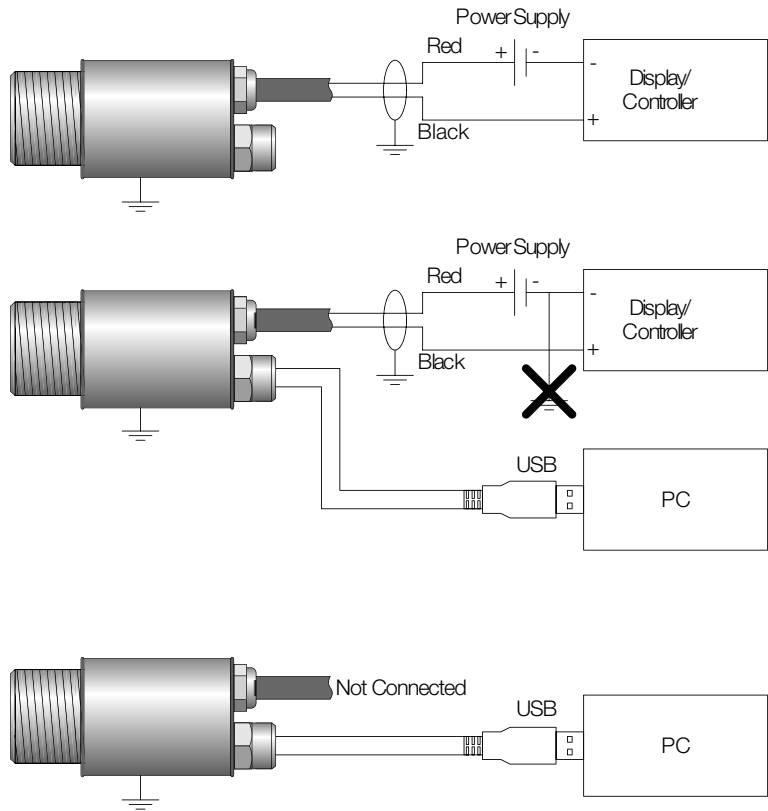 Power Supply
Red
+ -
-
Display/
Controller
+
Black
Power Supply
Red
+ -
-
Display/
Controller
+
Black
USB
PC
Not Connected
USB
PC